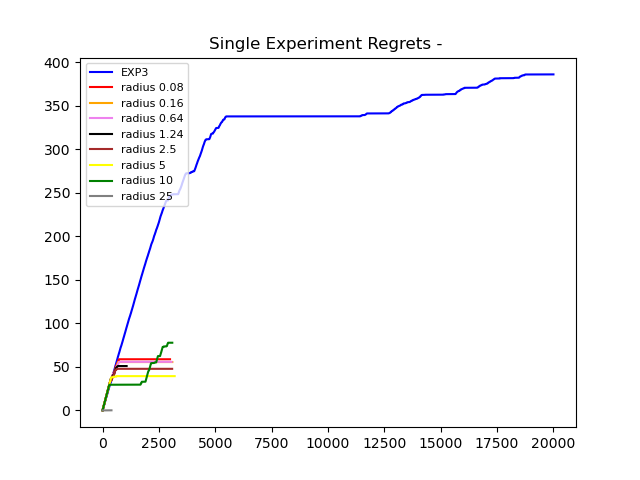 Single Experiment Regrets -
400
350
300
250
200
150
100
50
0
EXP3
radius 0.08
radius 0.16
radius 0.64
radius 1.24
radius 2.5
radius 5
radius 10
radius 25
0 2500 5000 7500 10000 12500 15000 17500 20000